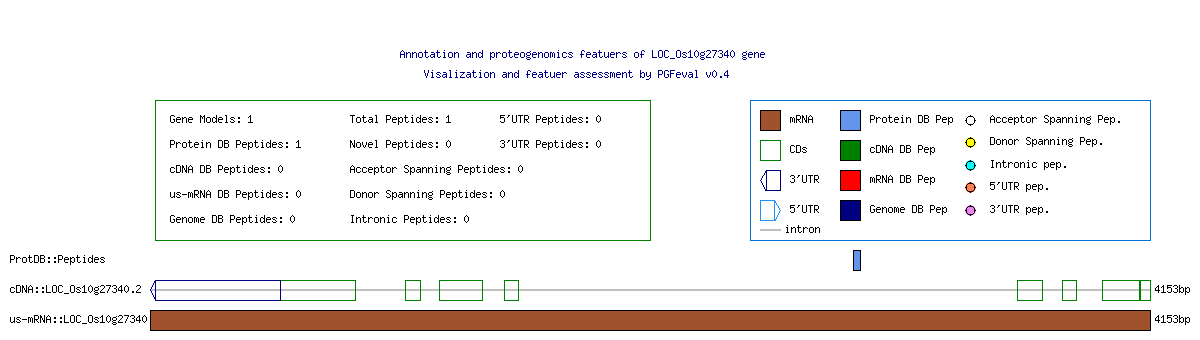 Annotation and proteogenomics featuers of LOC_Os10g27340 gene
Visalization and featuer assessment by PGFeval v0.4
Gene Models: 1
Total Peptides: 1
5'UTR Peptides: 0
Protein DB Peptides: 1
Novel Peptides: 0
3'UTR Peptides: 0
cDNA DB Peptides: 0
Acceptor Spanning Peptides: 0
us-mRNA DB Peptides: 0
Donor Spanning Peptides: 0
Genome DB Peptides: 0
Intronic Peptides: 0
mRNA
Protein DB Pep
Acceptor Spanning Pep.
CDs
cDNA DB Pep
Donor Spanning Pep.
3'UTR
mRNA DB Pep
Intronic pep.
5'UTR
Genome DB Pep
5'UTR pep.
3'UTR pep.
intron
ProtDB::Peptides
cDNA::LOC_Os10g27340.2
4153bp
us-mRNA::LOC_Os10g27340
4153bp